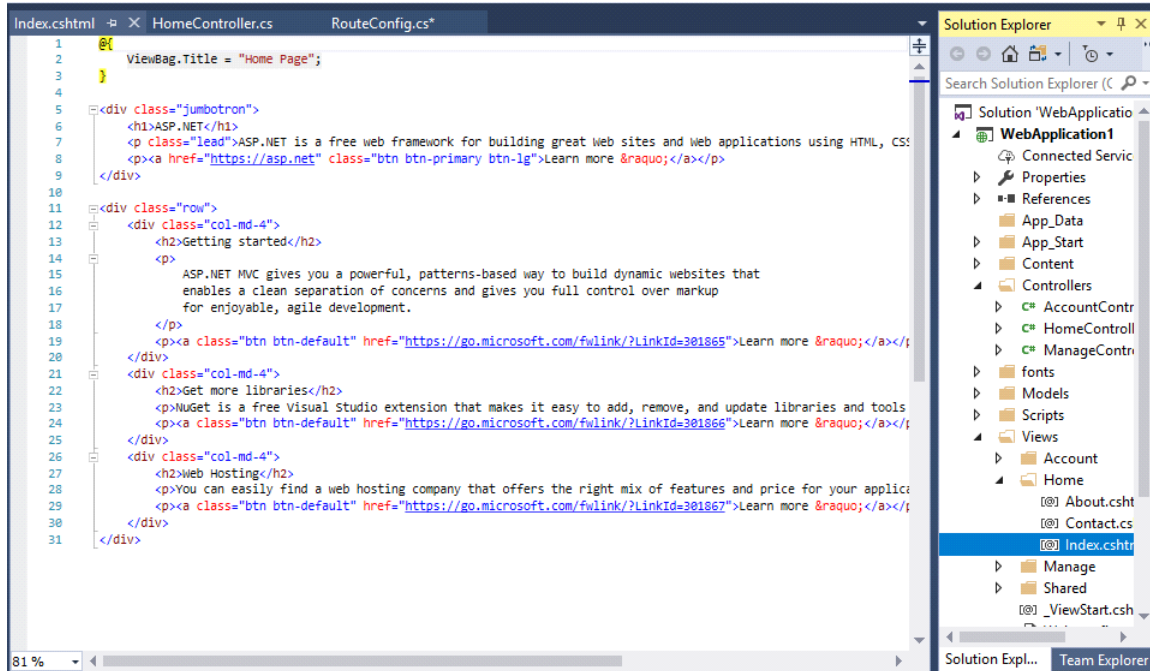 Index.cshtml HomeController.cs RouteConfig.cs*
1 @{
2 ViewBag.Title = "Home Page";
3 }
4
5 <div class="jumbotron">
6 <h1>ASP.NET</h1>
7 <p class="lead">ASP.NET is a free web framework for building great Web sites and Web applications using HTML, CSS
8 <p><a href="https://asp.net" class="btn btn-primary btn-lg">Learn more &raquo;</a></p>
9 </div>
10
11 <div class="row">
12 <div class="col-md-4">
13 <h2>Getting started</h2>
14 <p>
15 ASP.NET MVC gives you a powerful, patterns-based way to build dynamic websites that
16 enables a clean separation of concerns and gives you full control over markup
17 for enjoyable, agile development.
18 </p>
19 <p><a class="btn btn-default" href="https://go.microsoft.com/fwlink/?LinkId=301865">Learn more &raquo;</a></p
20 </div>
21 <div class="col-md-4">
22 <h2>Get more libraries</h2>
23 <p>NuGet is a free Visual Studio extension that makes it easy to add, remove, and update libraries and tools
24 <p><a class="btn btn-default" href="https://go.microsoft.com/fwlink/?LinkId=301866">Learn more &raquo;</a></p
25 </div>
26 <div class="col-md-4">
27 <h2>Web Hosting</h2>
28 <p>You can easily find a web hosting company that offers the right mix of features and price for your applica
29 <p><a class="btn btn-default" href="https://go.microsoft.com/fwlink/?LinkId=301867">Learn more &raquo;</a></p
30 </div>
31 </div>
81 %
Solution Explorer
Search Solution Explorer (C
Solution 'WebApplicatio
WebApplication1
Connected Servic
Properties
References
App_Data
App_Start
Content
Controllers
C# AccountContr
C# HomeControll
C# ManageContr
fonts
Models
Scripts
Views
Account
Home
[@] About.csht
[@] Contact.cs
[@] Index.cshtm
Manage
Shared
[@] _ViewStart.csh
Solution Expl... Team Explorer